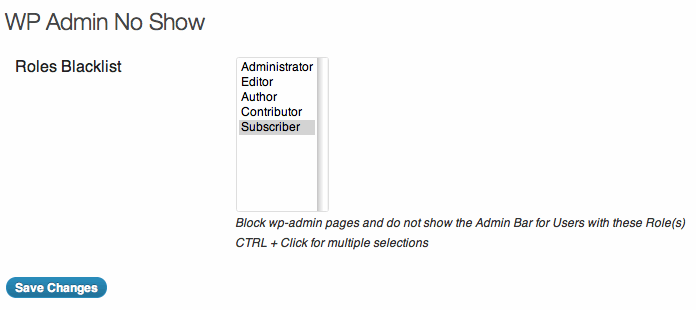 WP Admin No Show
Roles Blacklist
Administrator
Editor
Author
Contributor
Subscriber
Block wp-admin pages and do not show the Admin Bar for Users with these Role(s)
CTRL + Click for multiple selections
Save Changes